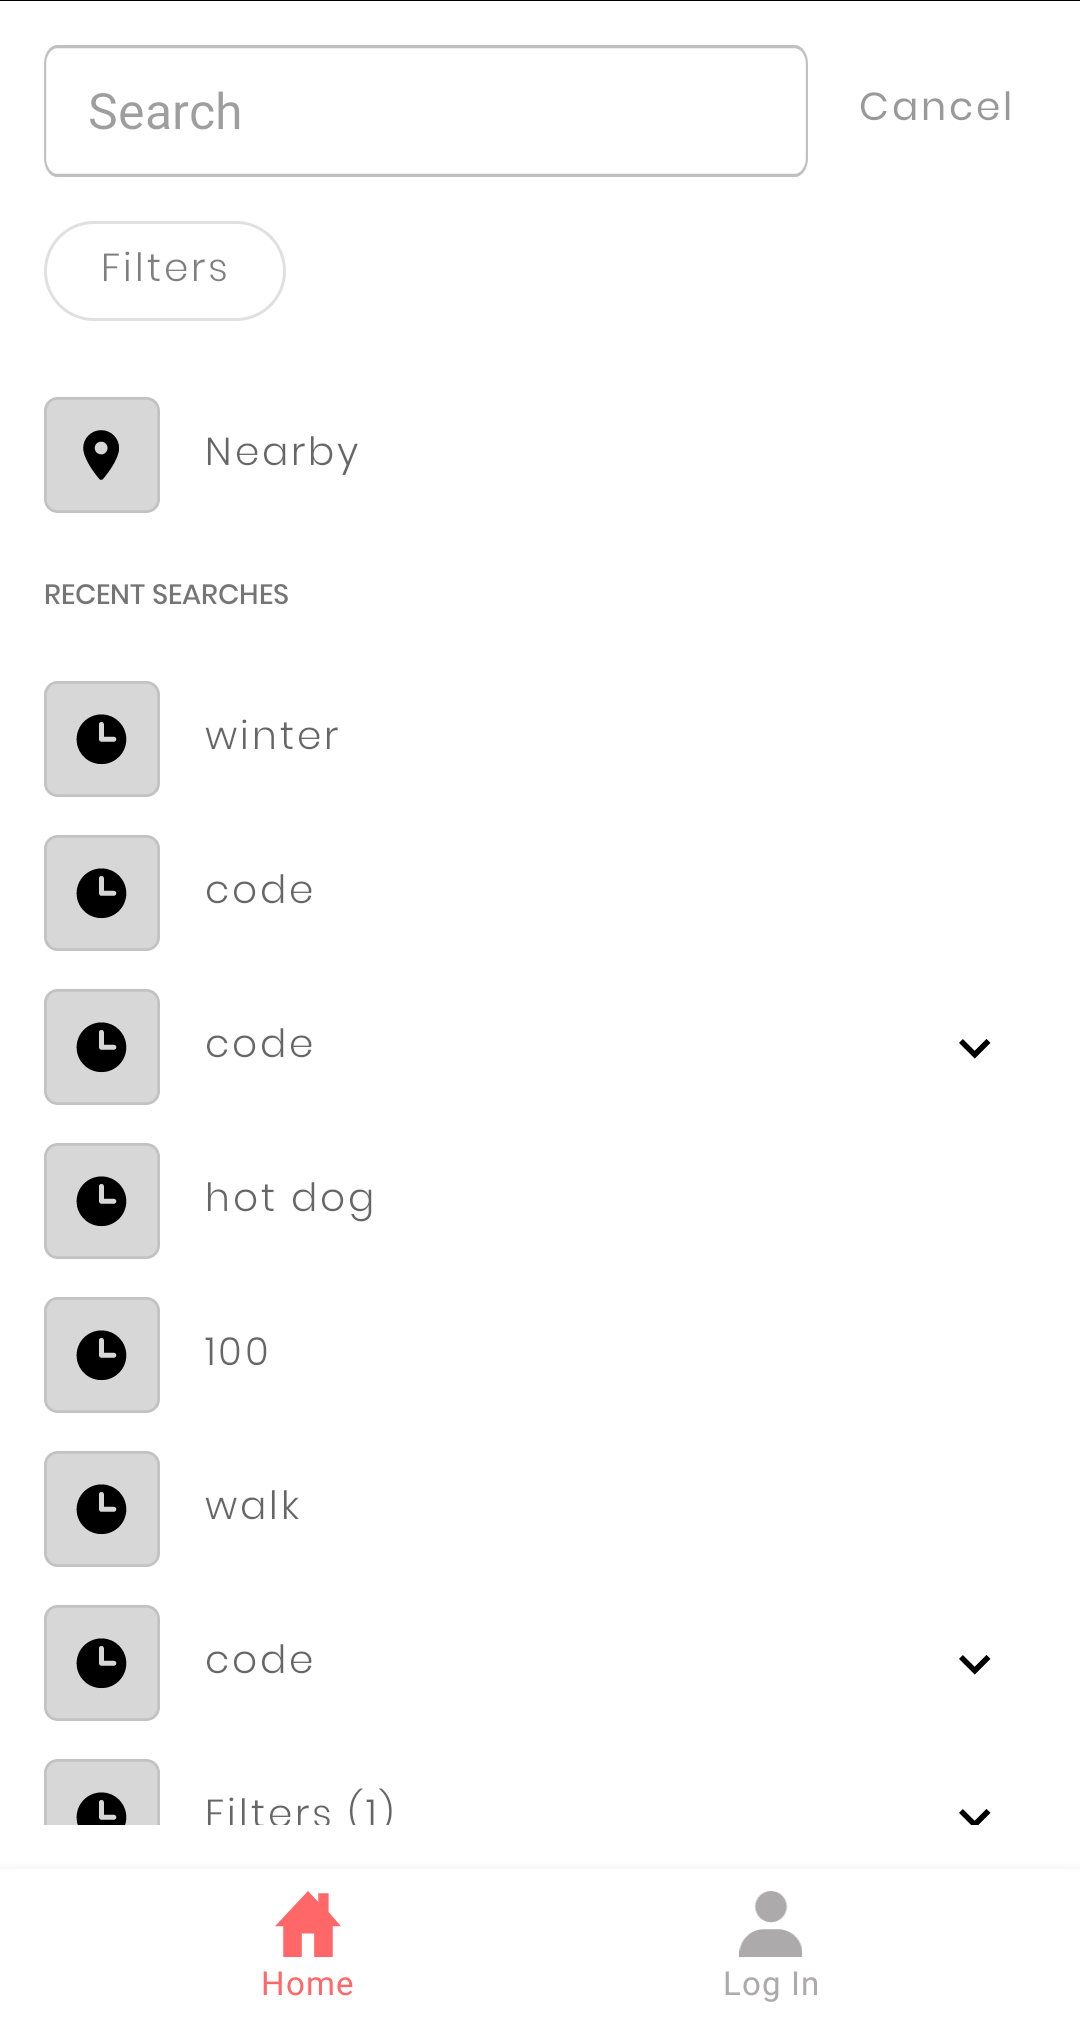 Search
Cancel
Filters
Nearby
RECENT SEARCHES
winter
code
code
hot dog
100
walk
code
Filters (1)
Home
Log In